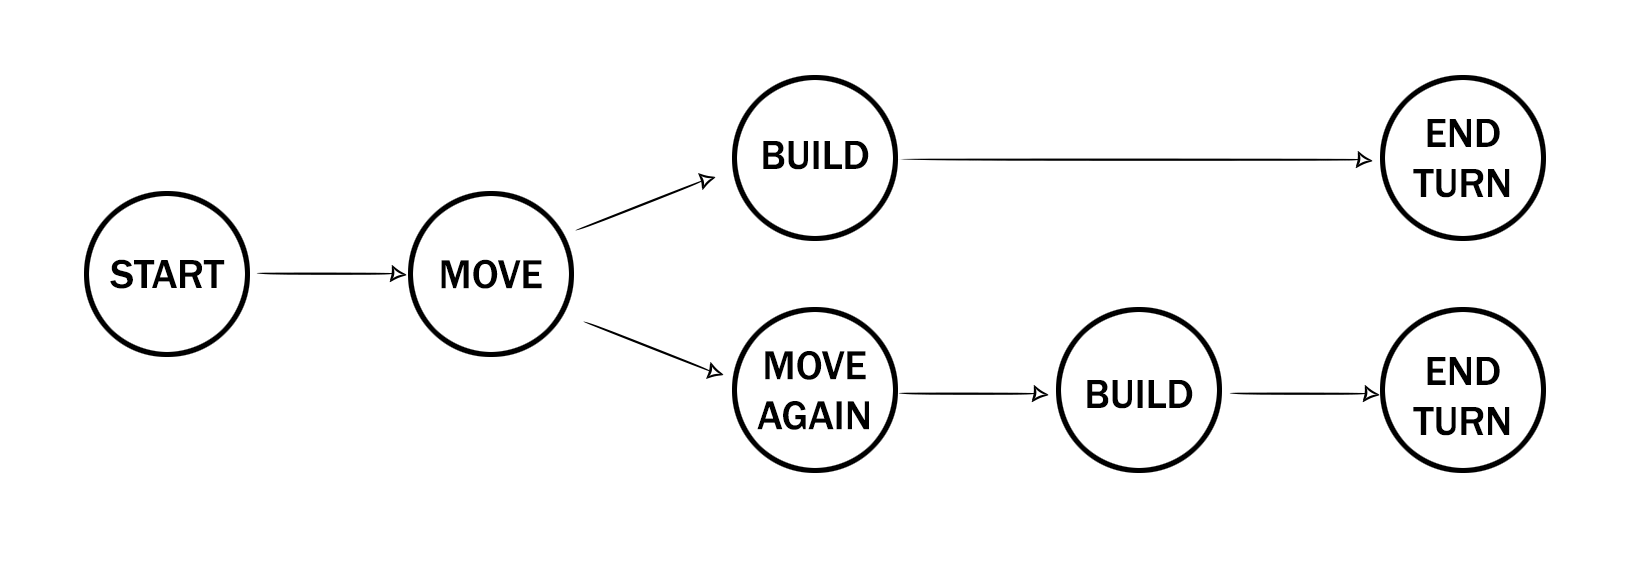 START
MOVE
BUILD
END
TURN
MOVE
AGAIN
BUILD
END
TURN